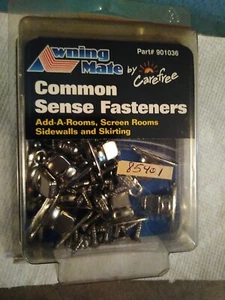 Part# 901036
Awning
Mate by Carefree
Common
Sense Fasteners
Add-A-Rooms, Screen Rooms
Sidewalls and Skirting
85401